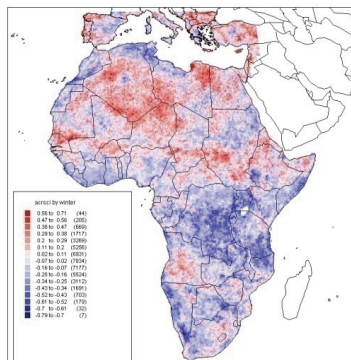 acrsci by winter
0.56 to 0.71 (44)
0.47 to 0.56 (205)
0.38 to 0.47 (669)
0.29 to 0.38 (1717)
0.2 to 0.29 (3269)
0.11 to 0.2 (5255)
0.02 to 0.11 (6931)
-0.07 to 0.02 (7834)
-0.16 to -0.07 (7177)
-0.25 to -0.16 (5524)
-0.34 to -0.25 (3112)
-0.43 to -0.34 (1691)
-0.52 to -0.43 (703)
-0.61 to -0.52 (170)
-0.7 to -0.61 (32)
-0.79 to -0.7 (7)